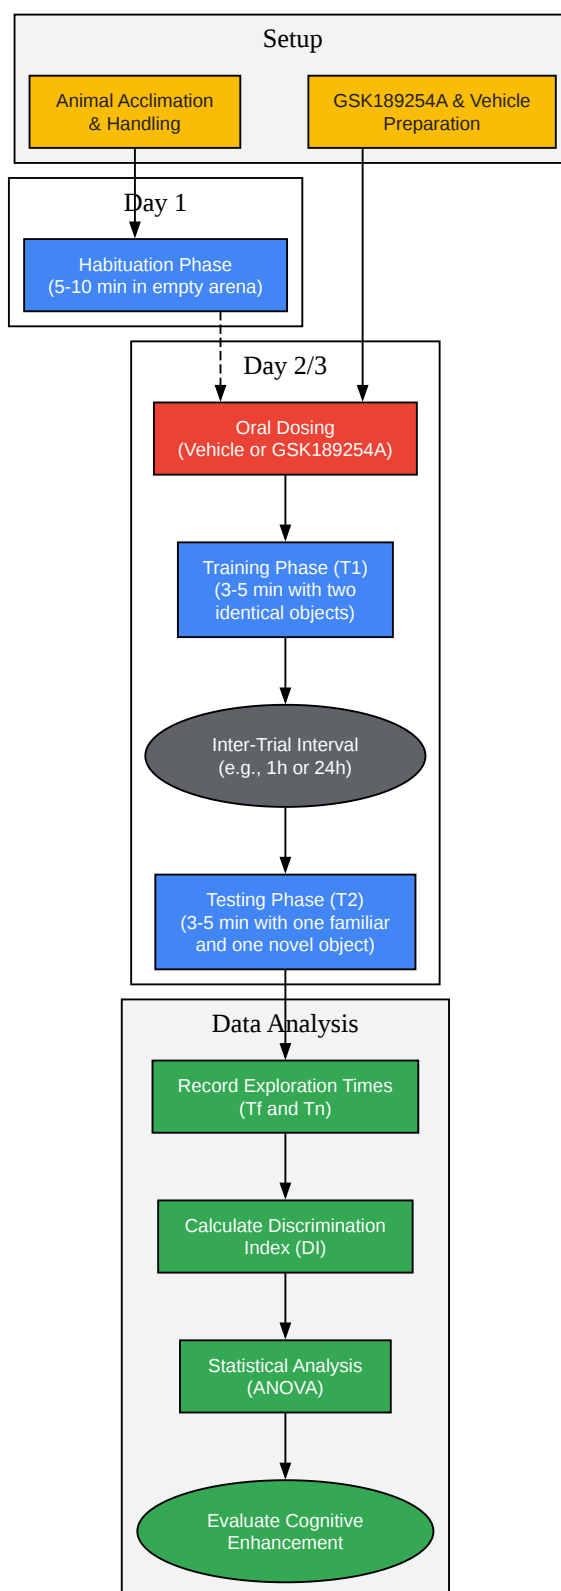 Setup
Animal Acclimation
& Handling
GSK189254A & Vehicle
Preparation
Day 1
Habituation Phase
(5-10 min in empty arena)
Day 2/3
Oral Dosing
(Vehicle or GSK189254A)
Training Phase (T1)
(3-5 min with two
identical objects)
Inter-Trial Interval
(e.g., 1h or 24h)
Testing Phase (T2)
(3-5 min with one familiar
and one novel object)
Data Analysis
Record Exploration Times
(Tf and Tn)
Calculate Discrimination
Index (DI)
Statistical Analysis
(ANOVA)
Evaluate Cognitive
Enhancement